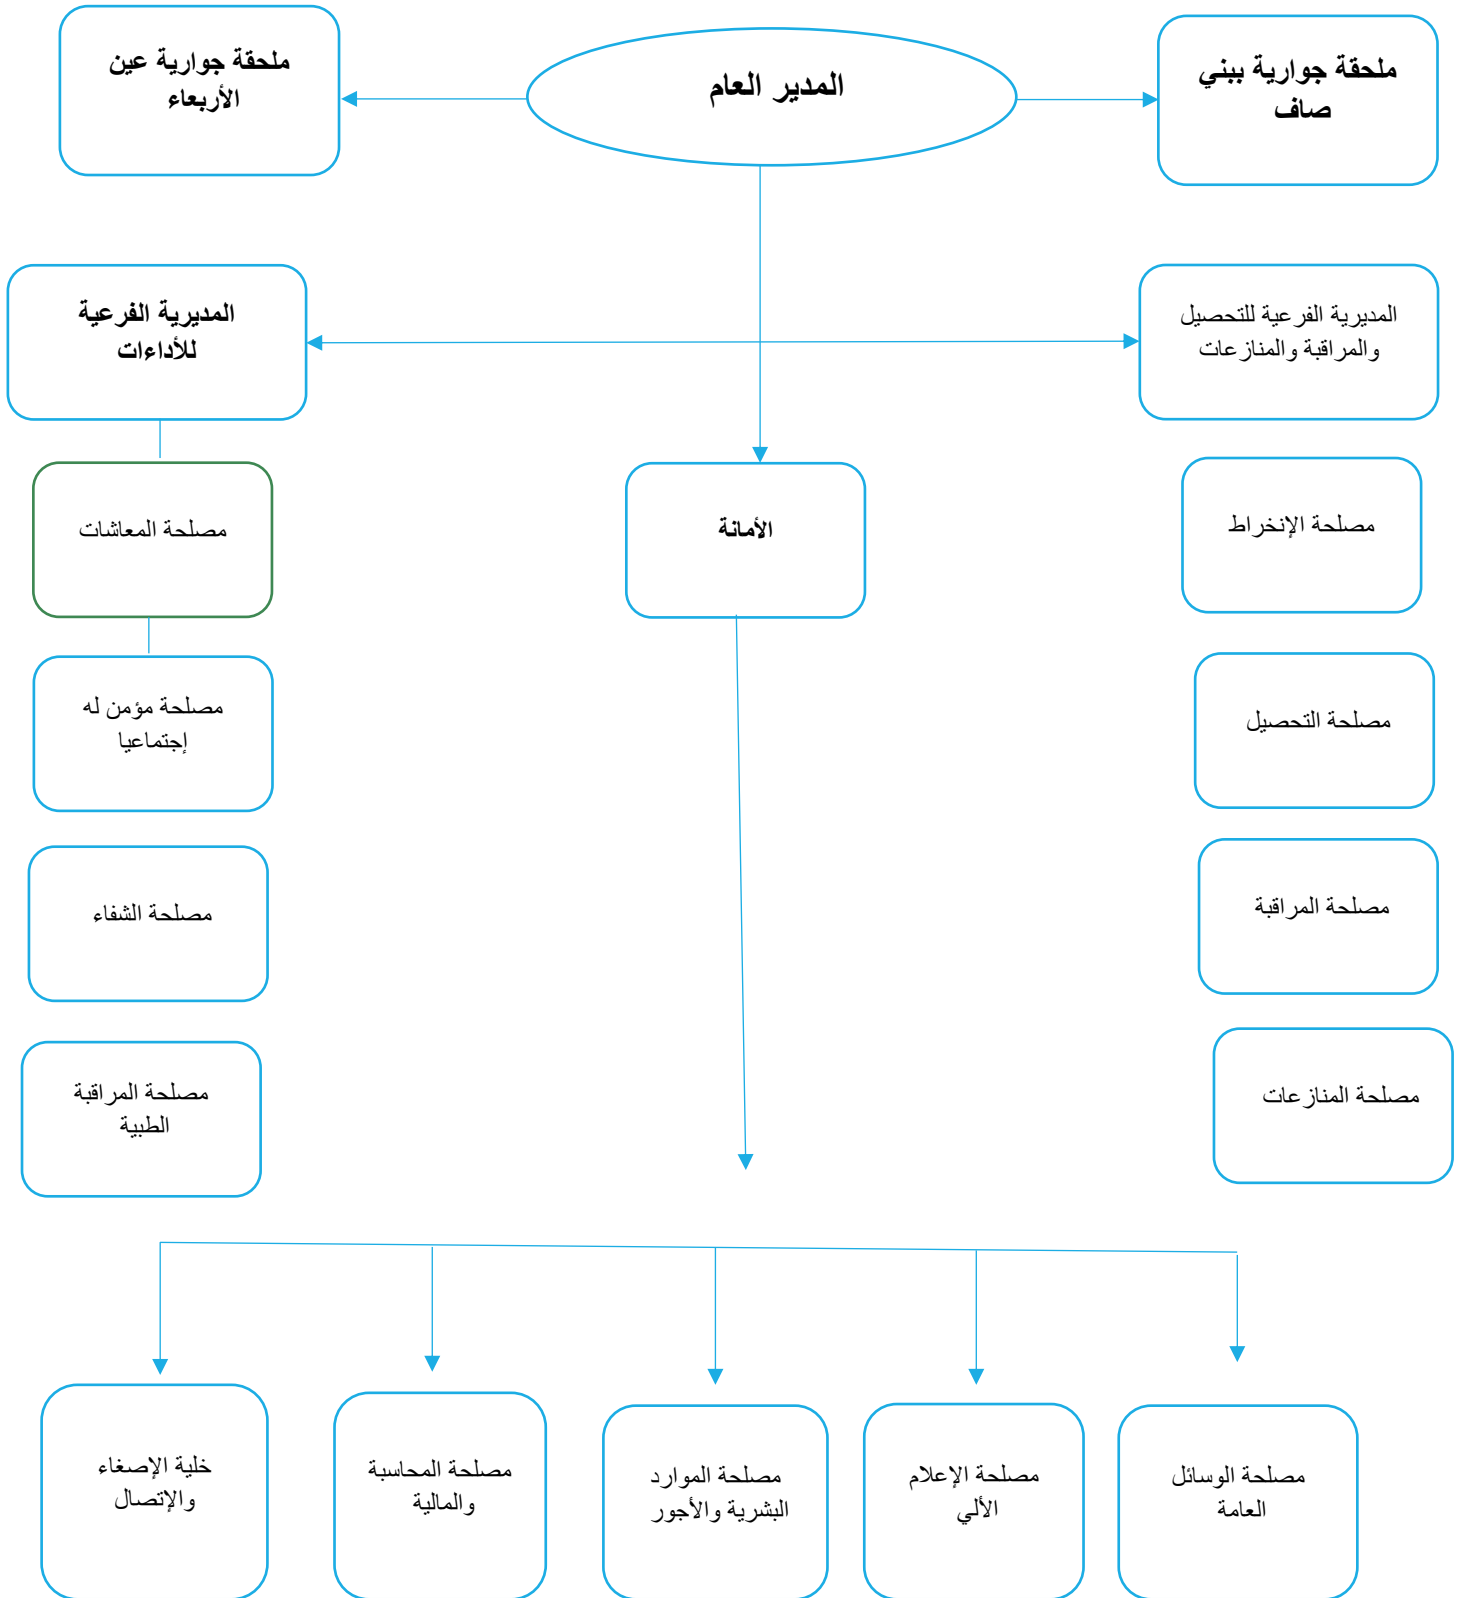 ملحقة جوارية ببني
صاف
المدير العام
ملحقة جوارية عين
الأربعاء
المديرية الفرعية للتحصيل
والمراقبة والمنازعات
المديرية الفرعية
للأداءات
مصلحة الإنخراط
الأمانة
مصلحة المعاشات
مصلحة التحصيل
مصلحة مؤمن له
إجتماعيا
مصلحة المراقبة
مصلحة الشفاء
مصلحة المنازعات
مصلحة المراقبة
الطبية
مصلحة الوسائل
العامة
مصلحة الإعلام
الألي
مصلحة الموارد
البشرية والأجور
مصلحة المحاسبة
والمالية
خلية الإصغاء
والإتصال